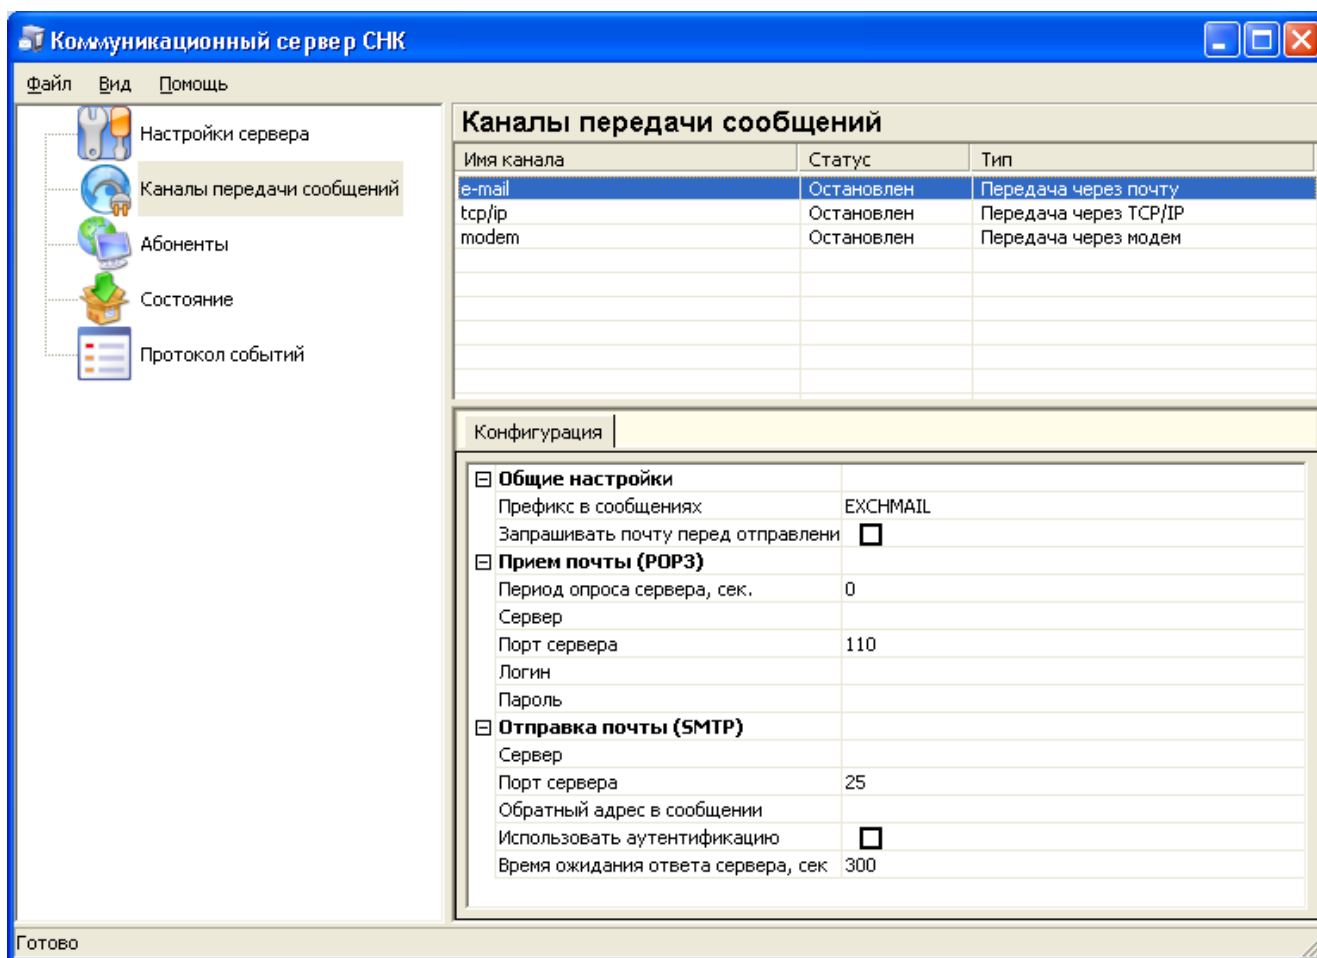 Коммуникационный сервер СНК
Файл Вид Помощь
Настройки сервера
Каналы передачи сообщений
Абоненты
Состояние
Протокол событий
Каналы передачи сообщений
Имя канала Статус Тип
e-mail Остановлен Передача через почту
tcp/ip Остановлен Передача через TCP/IP
modem Остановлен Передача через модем
Конфигурация
Общие настройки
Префикс в сообщениях EXCHMAIL
Запрашивать почту перед отправлени
Прием почты (POP3)
Период опроса сервера, сек. 0
Сервер
Порт сервера 110
Логин
Пароль
Отправка почты (SMTP)
Сервер
Порт сервера 25
Обратный адрес в сообщении
Использовать аутентификацию
Время ожидания ответа сервера, сек 300
Готово